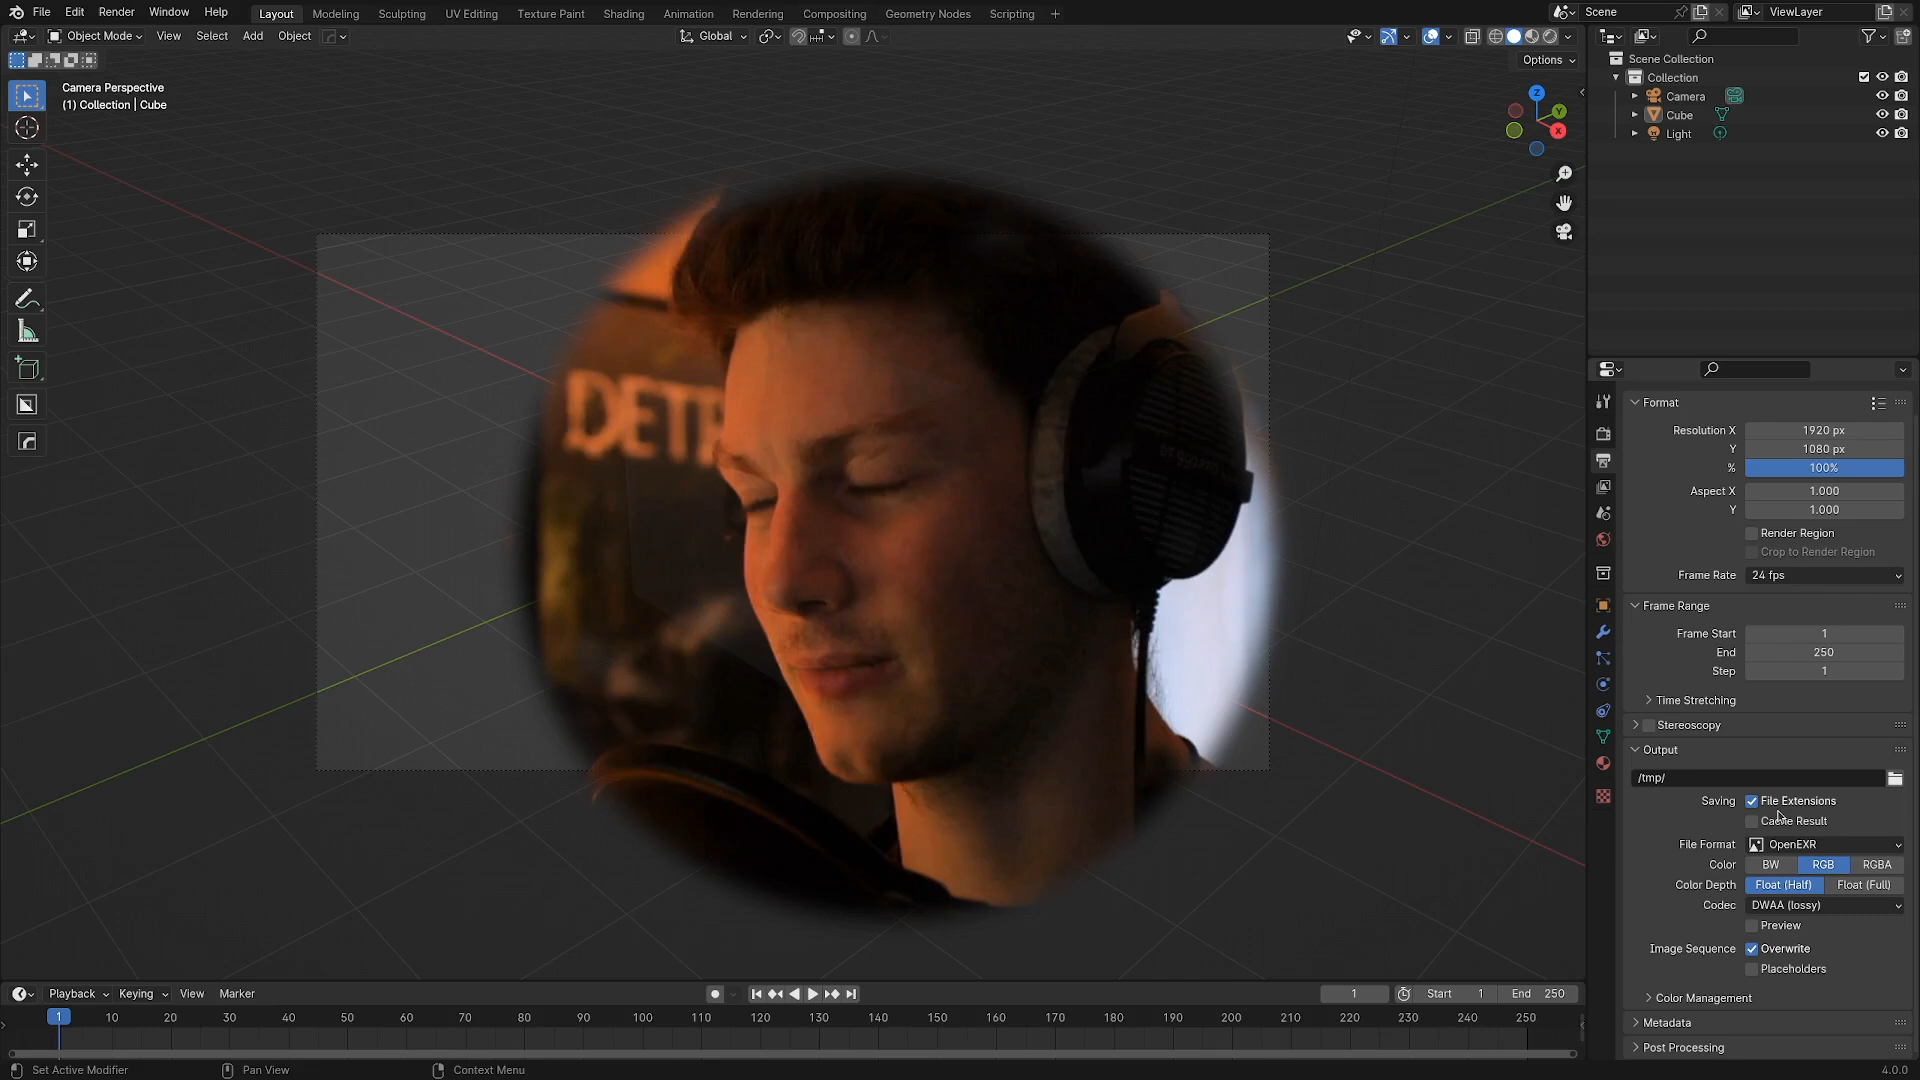 File Edit Render Window Help
Layout Modeling Sculpting UV Editing Texture Paint Shading Animation Rendering Compositing Geometry Nodes Scripting +
Scene
ViewLayer
Object Mode View Select Add Object
Global
Options
Camera Perspective
(1) Collection | Cube
Z
Y
X
Scene Collection
Collection
Camera
Cube
Light
DETR
Format
Resolution X 1920 px
Y 1080 px
% 100%
Aspect X 1.000
Y 1.000
Render Region
Crop to Render Region
Frame Rate 24 fps
Frame Range
Frame Start 1
End 250
Step 1
Time Stretching
Stereoscopy
Output
/tmp/
Saving File Extensions
Cache Result
File Format OpenEXR
Color BW RGB RGBA
Color Depth Float (Half) Float (Full)
Codec DWAA (lossy)
Preview
Image Sequence Overwrite
Placeholders
Color Management
Metadata
Post Processing
Playback Keying View Marker
1 Start 1 End 250
1 10 20 30 40 50 60 70 80 90 100 110 120 130 140 150 160 170 180 190 200 210 220 230 240 250
Set Active Modifier Pan View Context Menu 4.0.0